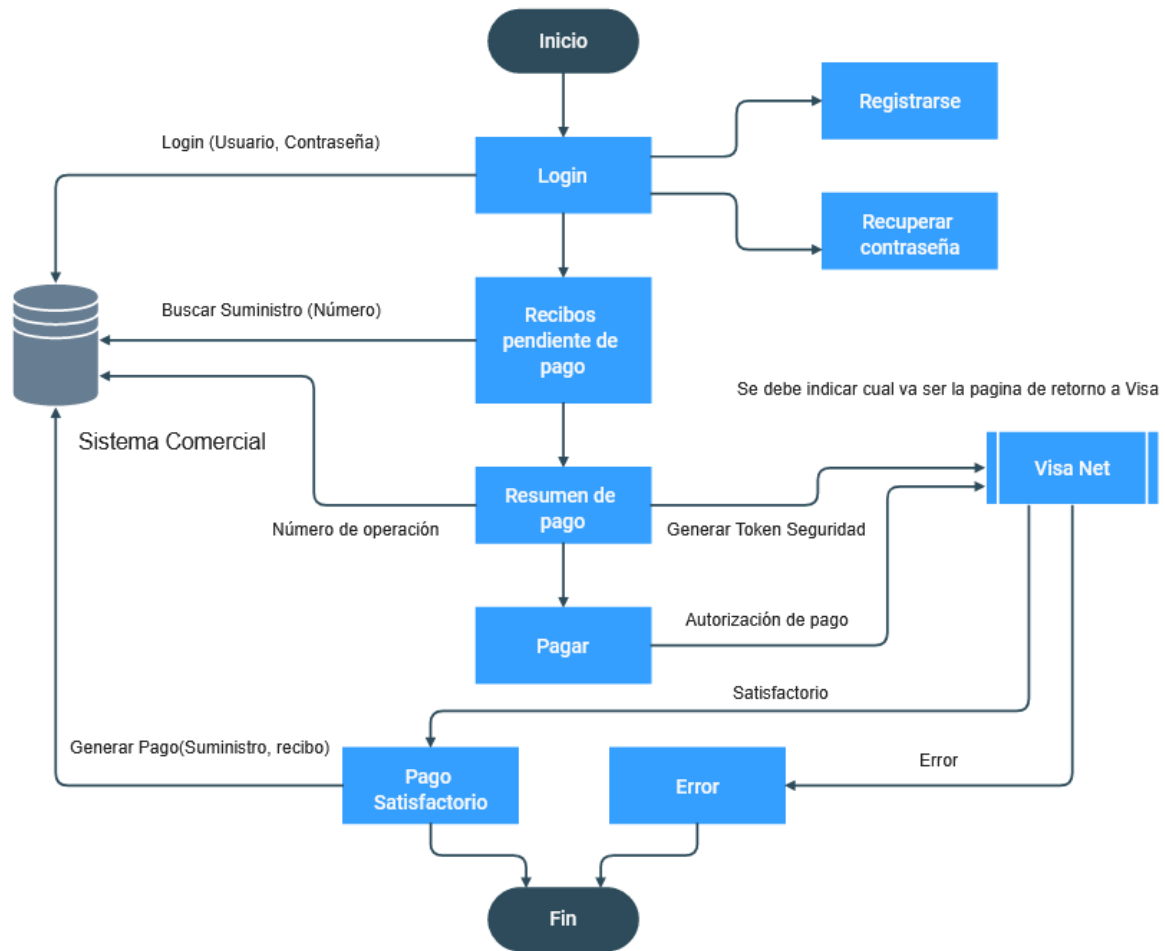 Inicio
Registrarse
Login (Usuario, Contraseña)
Login
Recuperar
contraseña
Buscar Suministro (Número)
Recibos
pendiente de
pago
Se debe indicar cual va ser la pagina de retorno a Visa
Sistema Comercial
Visa Net
Resumen de
pago
Número de operación
Generar Token Seguridad
Autorización de pago
Pagar
Satisfactorio
Generar Pago(Suministro, recibo)
Error
Pago
Satisfactorio
Error
Fin